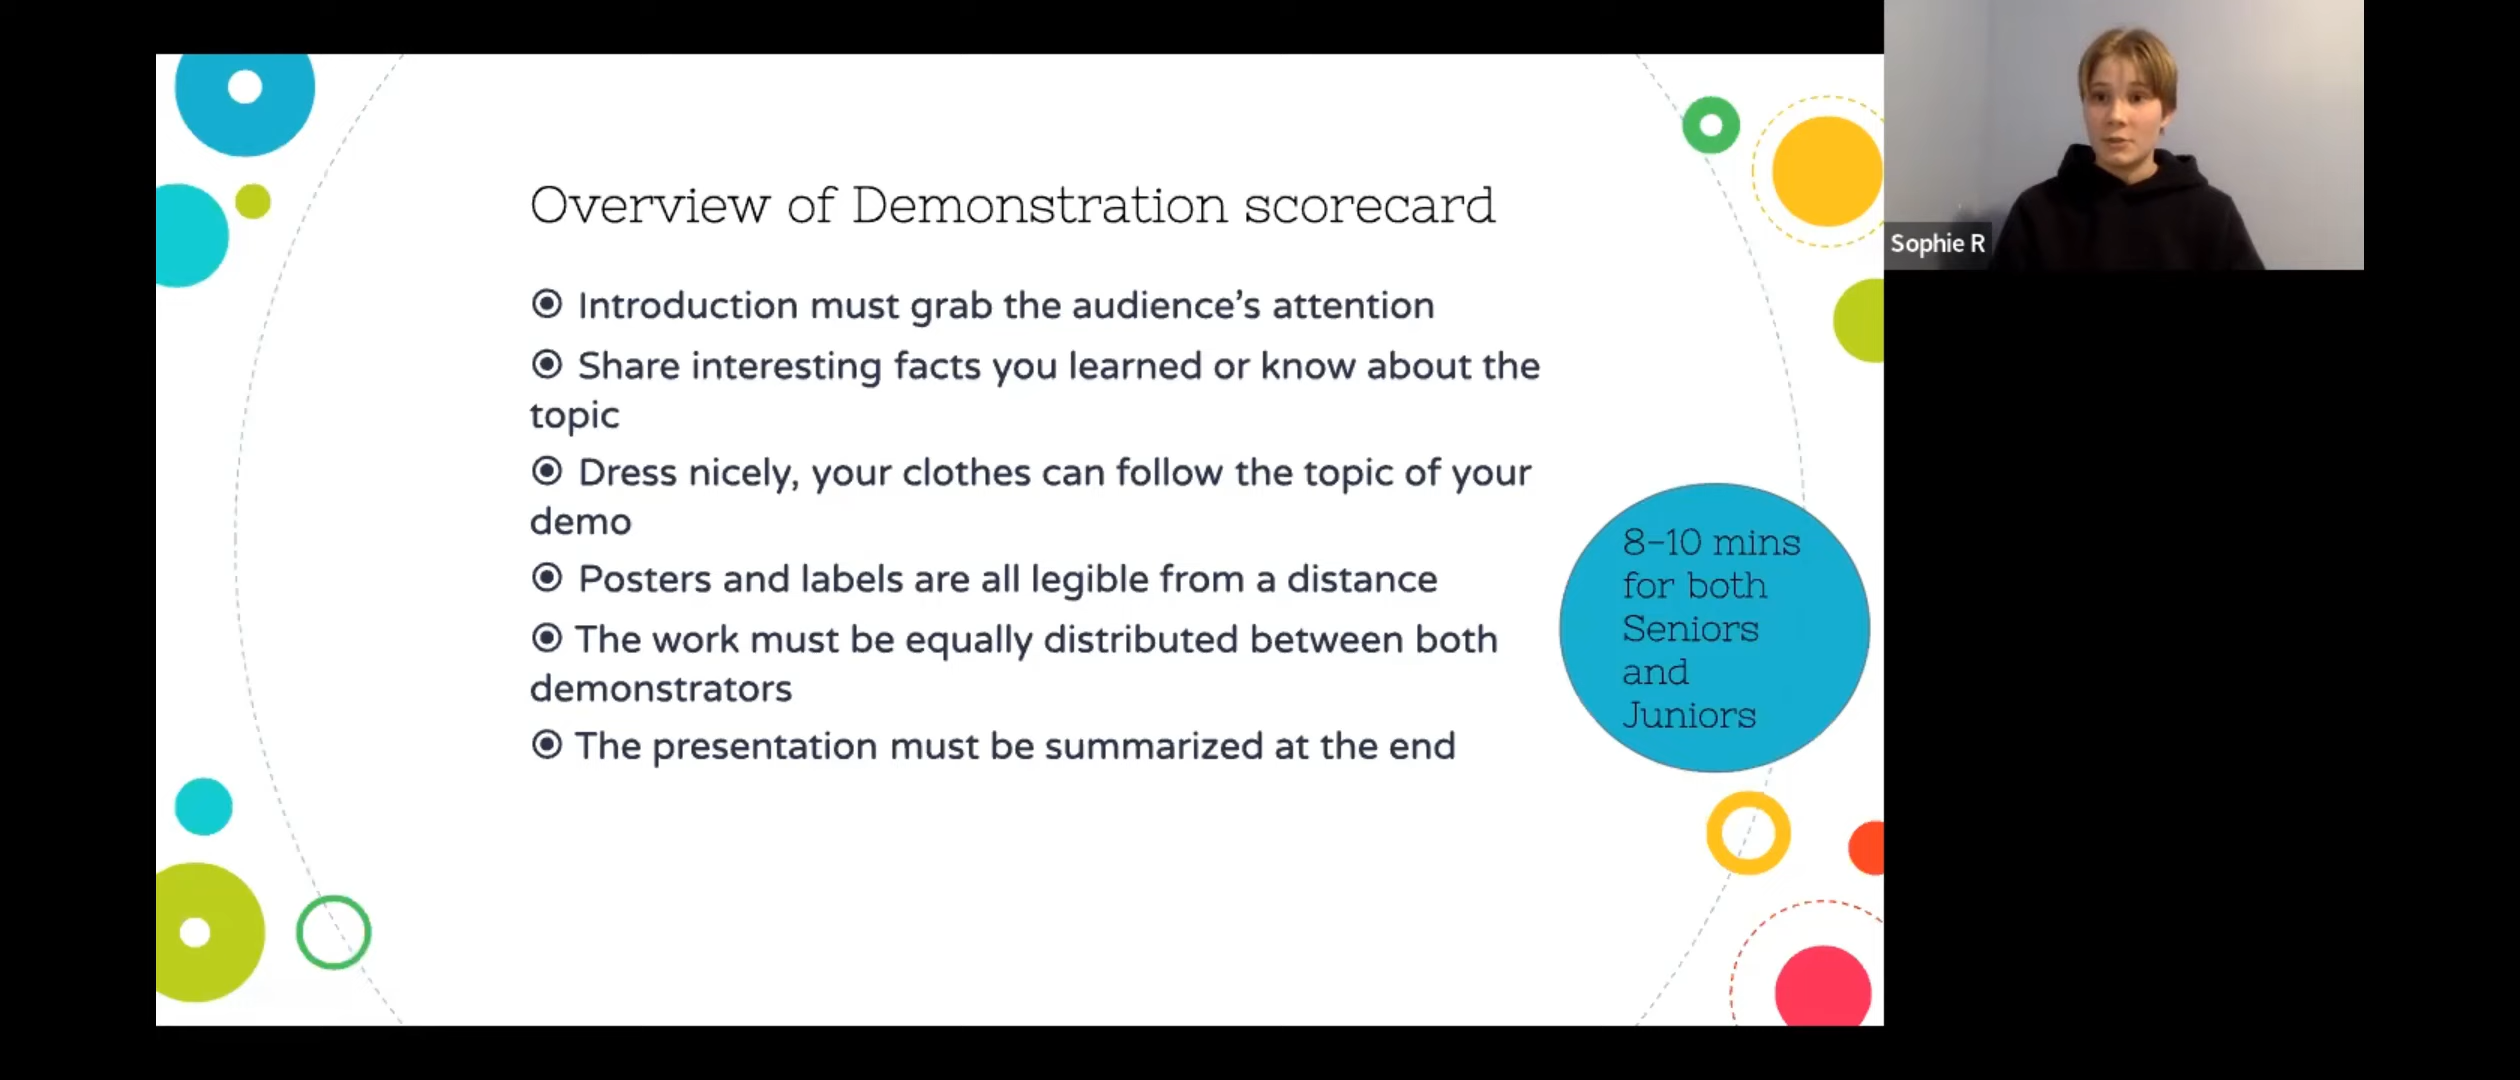 Overview of Demonstration scorecard
Introduction must grab the audience’s attention
Share interesting facts you learned or know about the
topic
Dress nicely, your clothes can follow the topic of your
demo
Posters and labels are all legible from a distance
The work must be equally distributed between both
demonstrators
The presentation must be summarized at the end
8–10 mins
for both
Seniors
and
Juniors
Sophie R